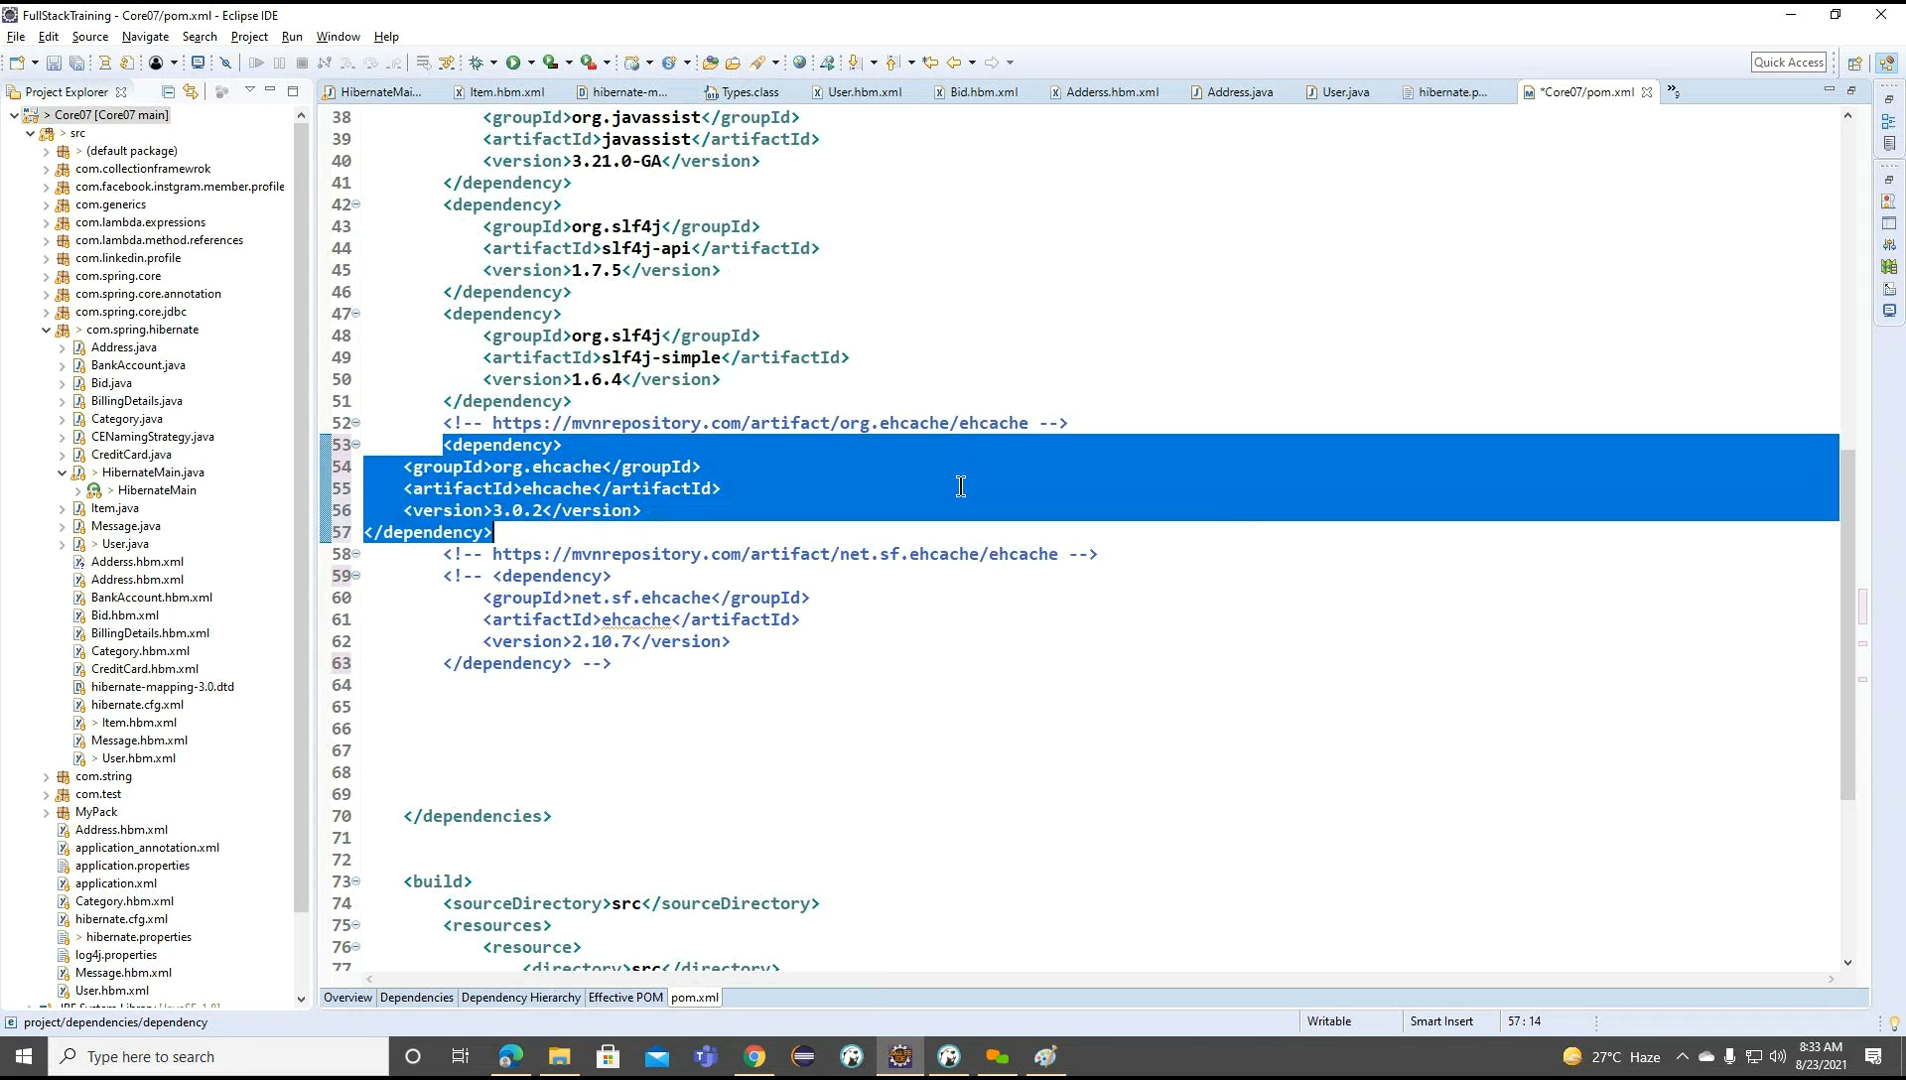 FullStackTraining - Core07/pom.xml - Eclipse IDE
File Edit Source Navigate Search Project Run Window Help
Quick Access
Project Explorer
HibernateMai... Item.hbm.xml hibernate-m... Types.class User.hbm.xml Bid.hbm.xml Adderss.hbm.xml Address.java User.java hibernate.p... *Core07/pom.xml »9
> Core07 [Core07 main]
> src
> (default package)
com.collectionframewrok
com.facebook.instgram.member.profile
com.generics
com.lambda.expressions
com.lambda.method.references
com.linkedin.profile
com.spring.core
com.spring.core.annotation
com.spring.core.jdbc
> com.spring.hibernate
Address.java
BankAccount.java
Bid.java
BillingDetails.java
Category.java
CENamingStrategy.java
CreditCard.java
> HibernateMain.java
> HibernateMain
Item.java
Message.java
> User.java
Adderss.hbm.xml
Address.hbm.xml
BankAccount.hbm.xml
Bid.hbm.xml
BillingDetails.hbm.xml
Category.hbm.xml
CreditCard.hbm.xml
hibernate-mapping-3.0.dtd
hibernate.cfg.xml
> Item.hbm.xml
Message.hbm.xml
> User.hbm.xml
com.string
com.test
MyPack
Address.hbm.xml
application_annotation.xml
application.properties
application.xml
Category.hbm.xml
hibernate.cfg.xml
> hibernate.properties
log4j.properties
Message.hbm.xml
User.hbm.xml
38 <groupId>org.javassist</groupId>
39 <artifactId>javassist</artifactId>
40 <version>3.21.0-GA</version>
41 </dependency>
42 <dependency>
43 <groupId>org.slf4j</groupId>
44 <artifactId>slf4j-api</artifactId>
45 <version>1.7.5</version>
46 </dependency>
47 <dependency>
48 <groupId>org.slf4j</groupId>
49 <artifactId>slf4j-simple</artifactId>
50 <version>1.6.4</version>
51 </dependency>
52 <!-- https://mvnrepository.com/artifact/org.ehcache/ehcache -->
53 <dependency>
54 <groupId>org.ehcache</groupId>
55 <artifactId>ehcache</artifactId>
56 <version>3.0.2</version>
57 </dependency>
58 <!-- https://mvnrepository.com/artifact/net.sf.ehcache/ehcache -->
59 <!-- <dependency>
60 <groupId>net.sf.ehcache</groupId>
61 <artifactId>ehcache</artifactId>
62 <version>2.10.7</version>
63 </dependency> -->
64
65
66
67
68
69
70 </dependencies>
71
72
73 <build>
74 <sourceDirectory>src</sourceDirectory>
75 <resources>
76 <resource>
77 <directory>src</directory>
Overview Dependencies Dependency Hierarchy Effective POM pom.xml
project/dependencies/dependency
Writable Smart Insert 57 : 14
Type here to search
27°C Haze
8:33 AM
8/23/2021